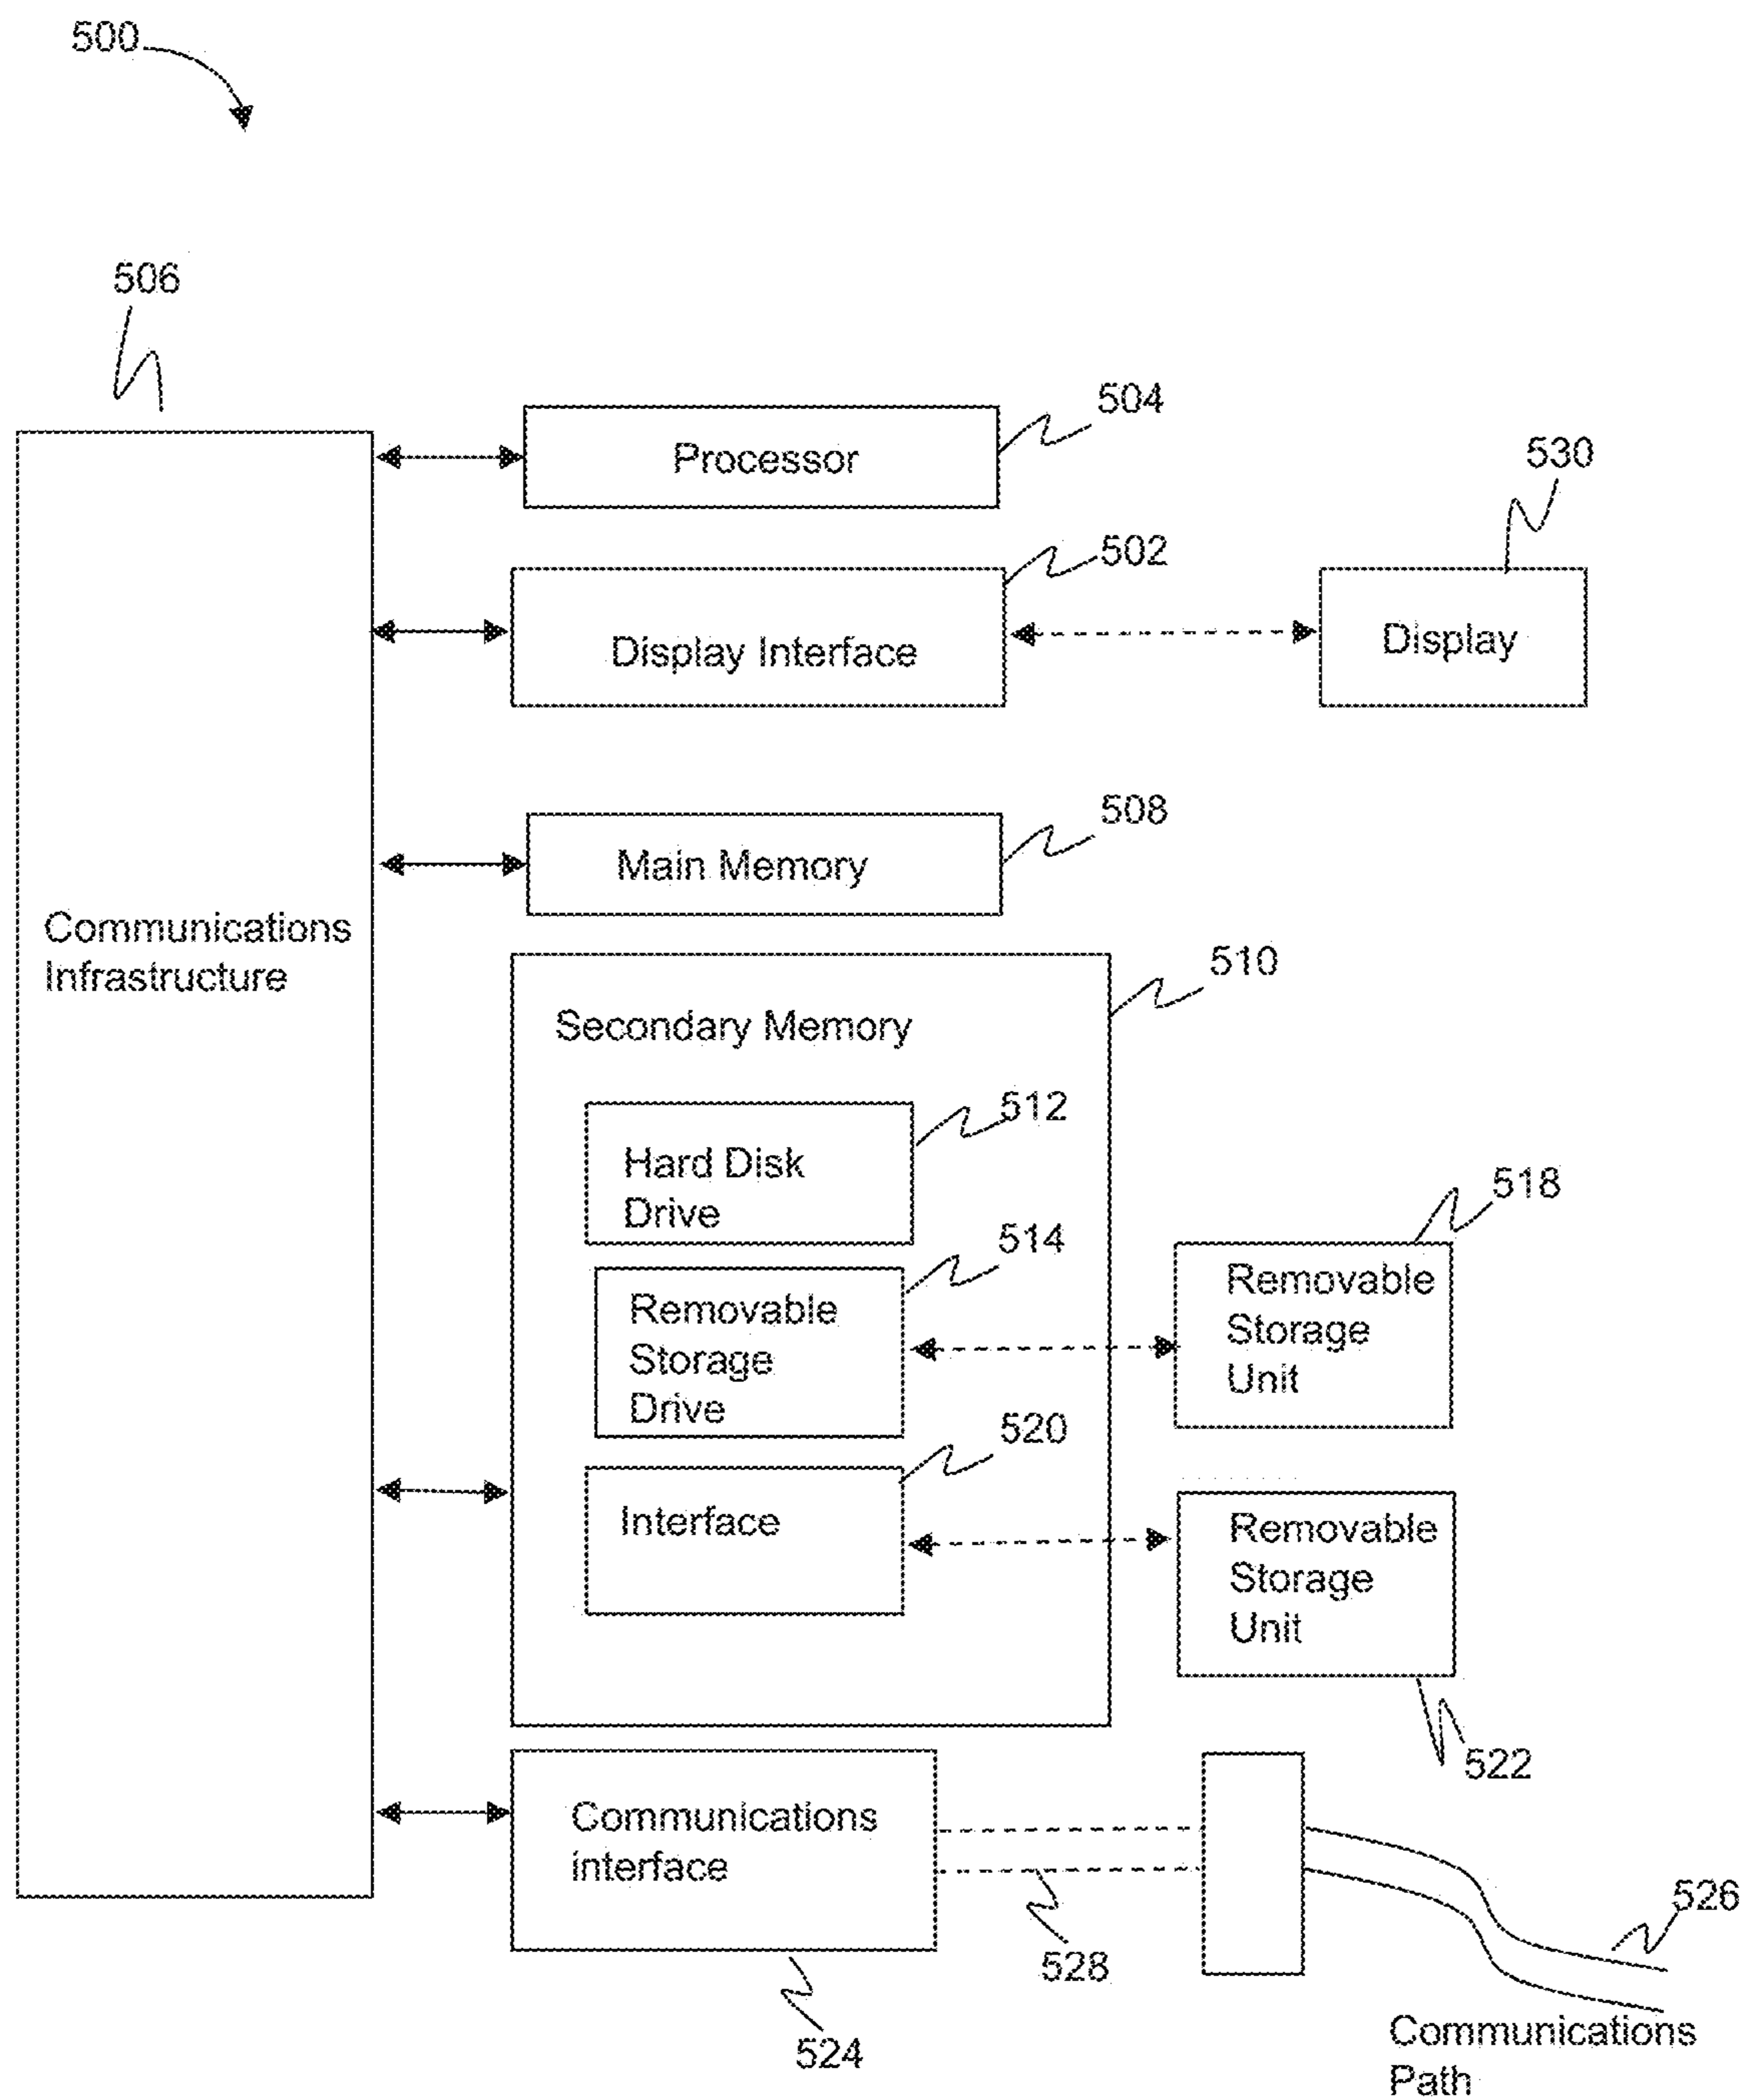 500
506
504
Processor
530
502
Display Interface
Display
508
Main Memory
Communications
Infrastructure
510
Secondary Memory
512
Hard Disk
Drive
518
514
Removable
Storage
Drive
Removable
Storage
Unit
520
Interface
Removable
Storage
Unit
522
Communications
interface
526
528
524
Communications
Path